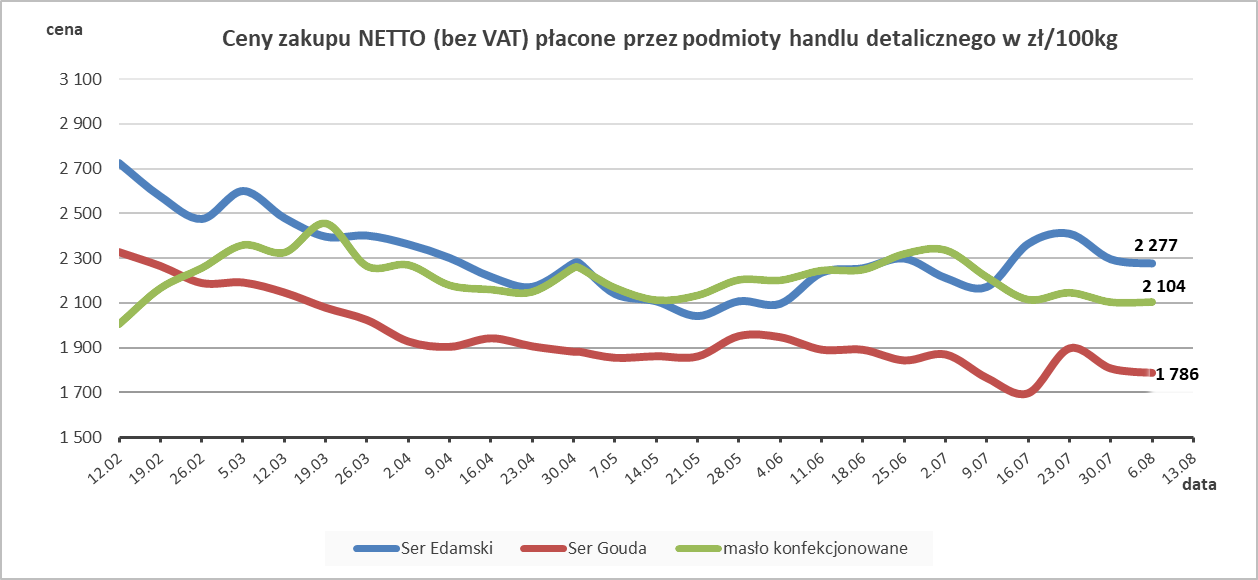 cena
Ceny zakupu NETTO (bez VAT) płacone przez podmioty handlu detalicznego w zł/100kg
3 100
2 900
2 700
2 500
2 300
2 100
1 900
1 700
1 500
2 277
2 104
1 786
12.02 19.02 26.02 5.03 12.03 19.03 26.03 2.04 9.04 16.04 23.04 30.04 7.05 14.05 21.05 28.05 4.06 11.06 18.06 25.06 2.07 9.07 16.07 23.07 30.07 6.08 13.08
data
Ser Edamski Ser Gouda masło konfekcjonowane